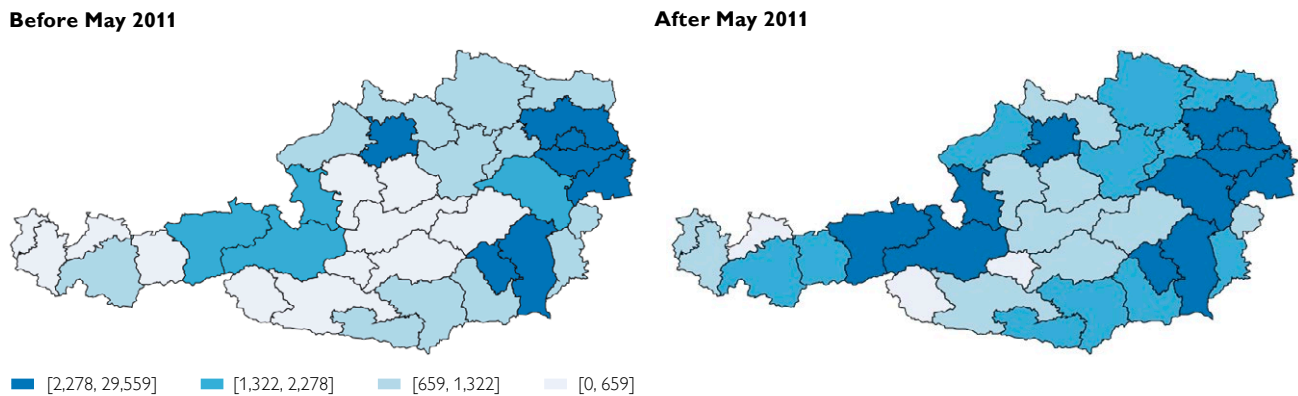 Before May 2011
After May 2011
[2,278, 29,559] [1,322, 2,278] [659, 1,322] [0, 659]